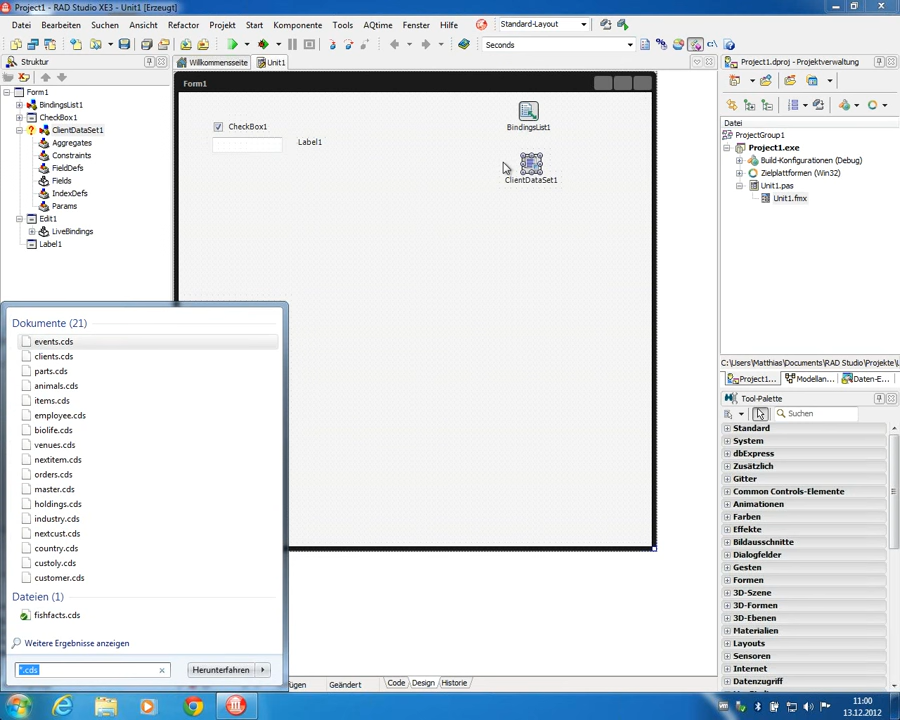 Project1 - RAD Studio XE3 - Unit1 [Erzeugt]
Datei Bearbeiten Suchen Ansicht Refactor Projekt Start Komponente Tools AQtime Fenster Hilfe
Standard-Layout
Seconds
Struktur
Willkommensseite
Unit1
Project1.dproj - Projektverwaltung
Form1
BindingsList1
CheckBox1
ClientDataSet1
Aggregates
Constraints
FieldDefs
Fields
IndexDefs
Params
Edit1
LiveBindings
Label1
Form1
CheckBox1
Label1
BindingsList1
ClientDataSet1
Datei
ProjectGroup1
Project1.exe
Build-Konfigurationen (Debug)
Zielplattformen (Win32)
Unit1.pas
Unit1.fmx
C:\Users\Matthias\Documents\RAD Studio\Projekte\
Project1...
Modellan...
Daten-E...
Tool-Palette
Suchen
Standard
System
dbExpress
Zusätzlich
Gitter
Common Controls-Elemente
Animationen
Farben
Effekte
Bildausschnitte
Dialogfelder
Gesten
Formen
3D-Szene
3D-Formen
3D-Ebenen
Materialien
Layouts
Sensoren
Internet
Datenzugriff
Dokumente (21)
events.cds
clients.cds
parts.cds
animals.cds
items.cds
employee.cds
biolife.cds
venues.cds
nextitem.cds
orders.cds
master.cds
holdings.cds
industry.cds
nextcust.cds
country.cds
custoly.cds
customer.cds
Dateien (1)
fishfacts.cds
Weitere Ergebnisse anzeigen
*.cds
Herunterfahren
Geändert
Code
Design
Historie
11:00
13.12.2012